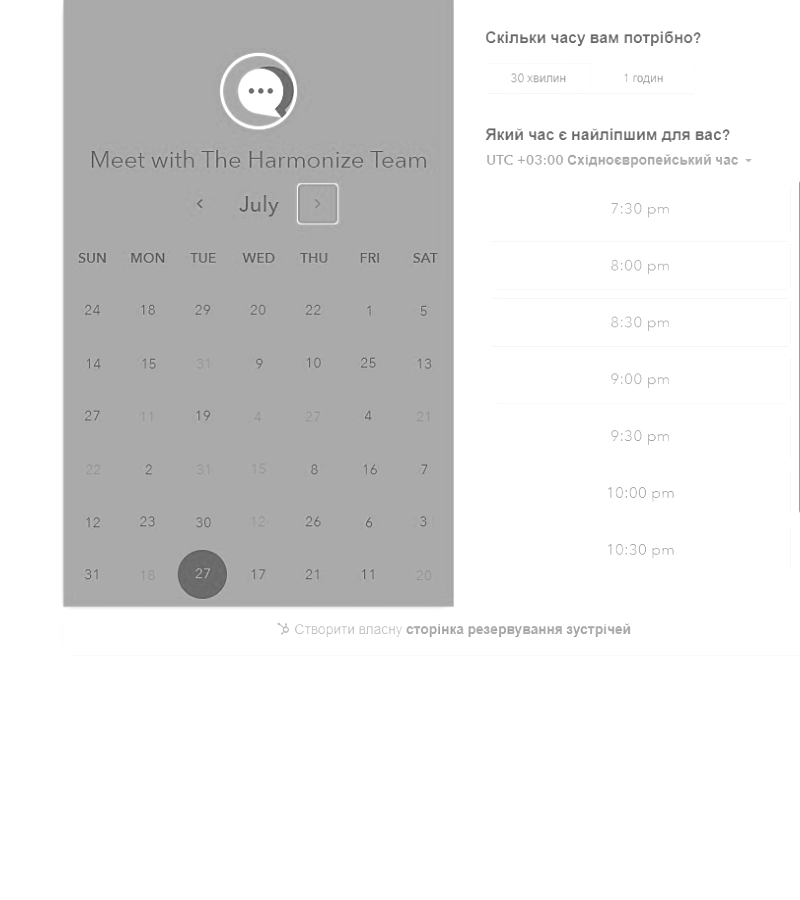 Meet with The Harmonize Team
July
SUN MON TUE WED THU FRI SAT
24 18 29 20 22 1 5
14 15 31 9 10 25 13
27 11 19 4 27 4 21
22 2 31 15 8 16 7
12 23 30 12 26 6 3
31 18 27 17 21 11 20
Скільки часу вам потрібно?
30 хвилин 1 годин
Який час є найліпшим для вас?
UTC +03:00 Східноєвропейський час
7:30 pm
8:00 pm
8:30 pm
9:00 pm
9:30 pm
10:00 pm
10:30 pm
Створити власну сторінка резервування зустрічей